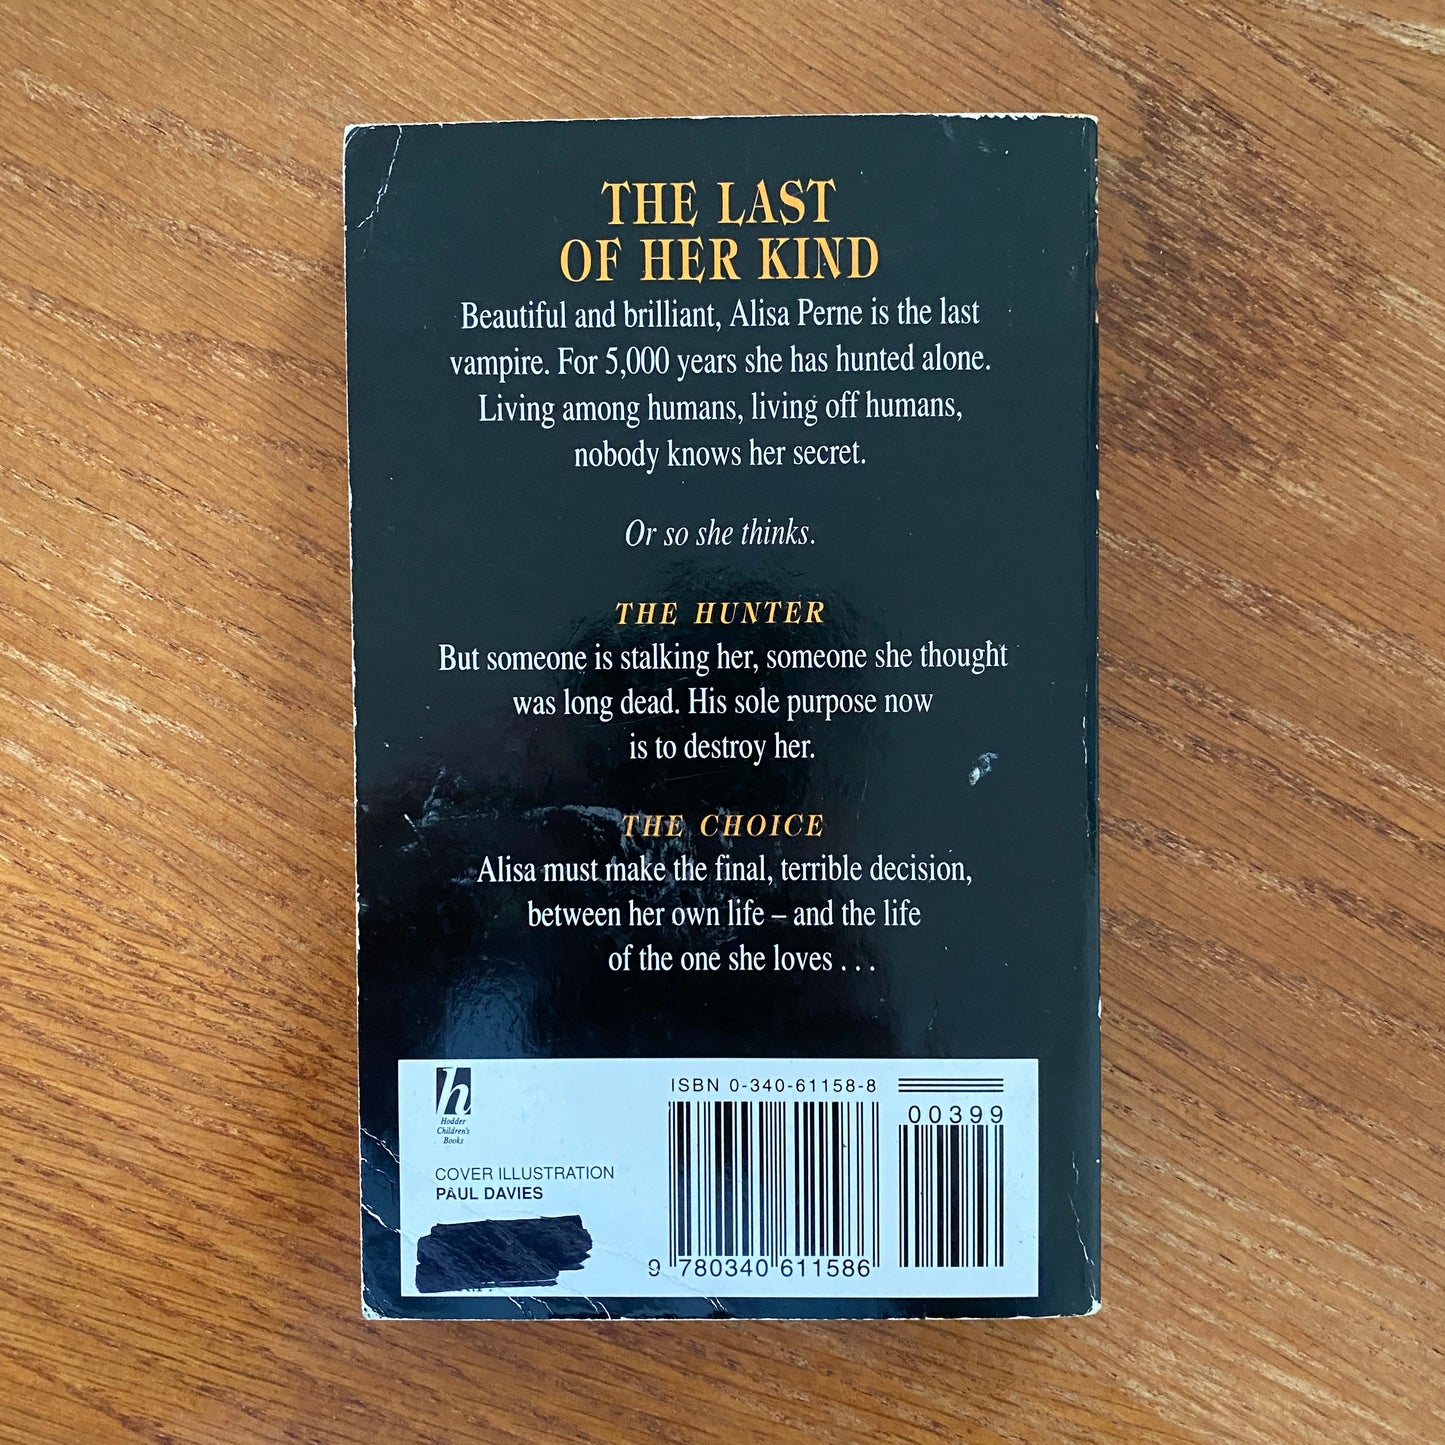 THE LAST
OF HER KIND
Beautiful and brilliant, Alisa Perne is the last
vampire. For 5,000 years she has hunted alone.
Living among humans, living off humans,
nobody knows her secret.
Or so she thinks.
THE HUNTER
But someone is stalking her, someone she thought
was long dead. His sole purpose now
is to destroy her.
THE CHOICE
Alisa must make the final, terrible decision,
between her own life – and the life
of the one she loves . . .
h
Hodder
Children's
Books
COVER ILLUSTRATION
PAUL DAVIES
ISBN 0-340-61158-8
00399
9 780340 611586